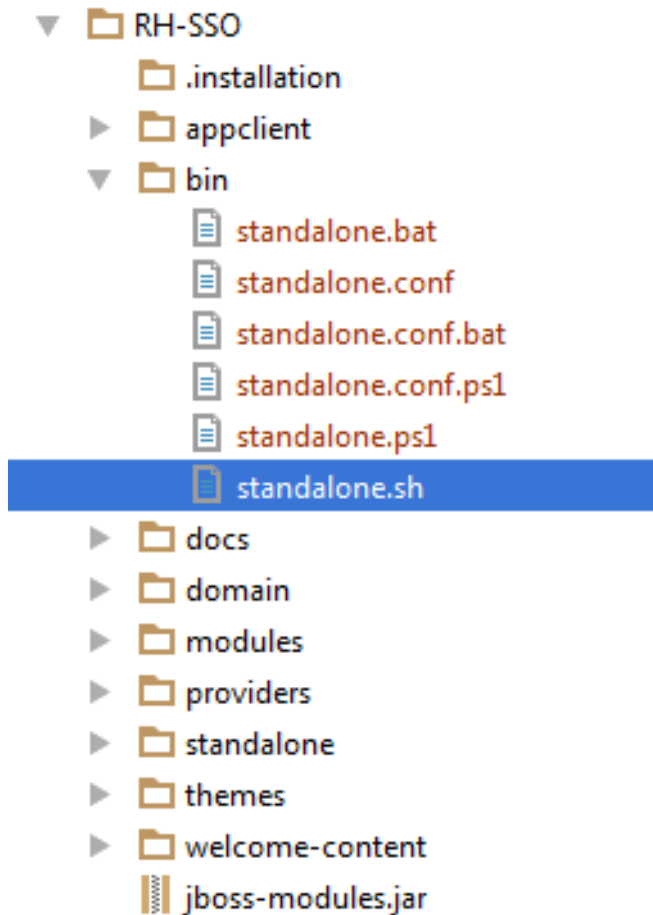 RH-SSO
.installation
appclient
bin
standalone.bat
standalone.conf
standalone.conf.bat
standalone.conf.ps1
standalone.ps1
standalone.sh
docs
domain
modules
providers
standalone
themes
welcome-content
jboss-modules.jar